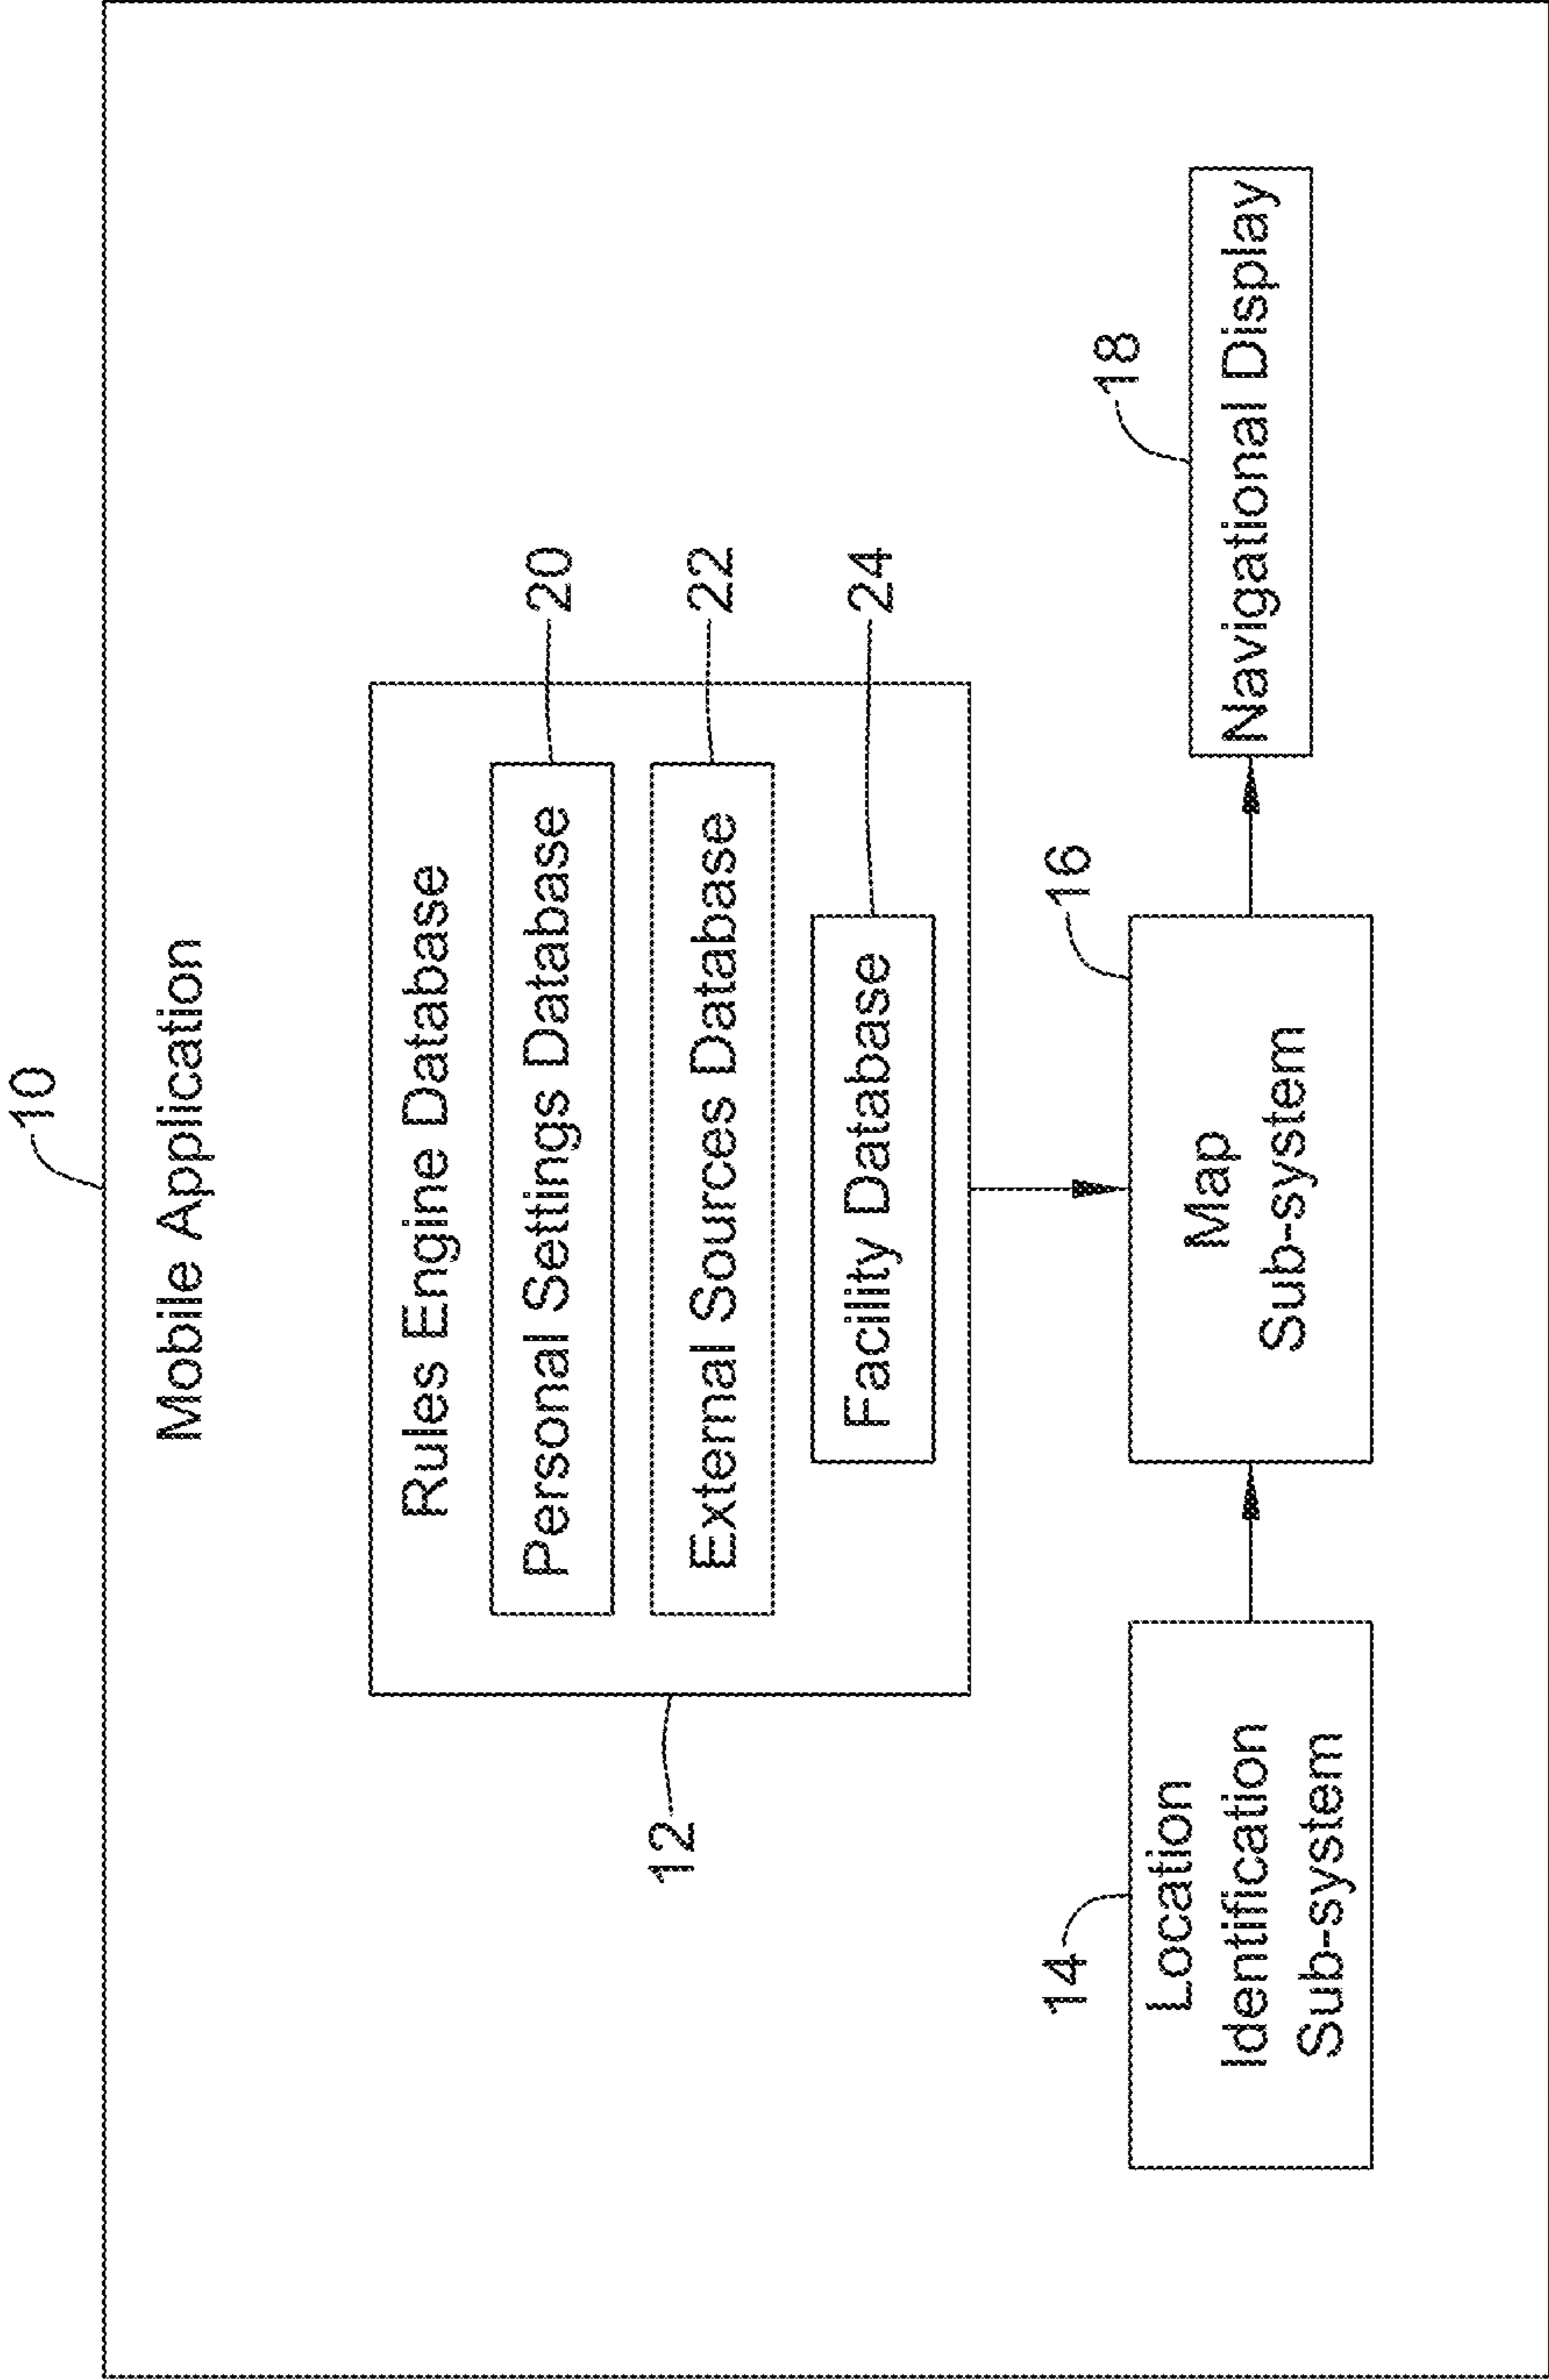 10
Mobile Application
Rules Engine Database
12
Personal Settings Database
20
External Sources Database
22
Facility Database
24
14
Location
Identification
Sub-system
16
Map
Sub-system
18
Navigational Display